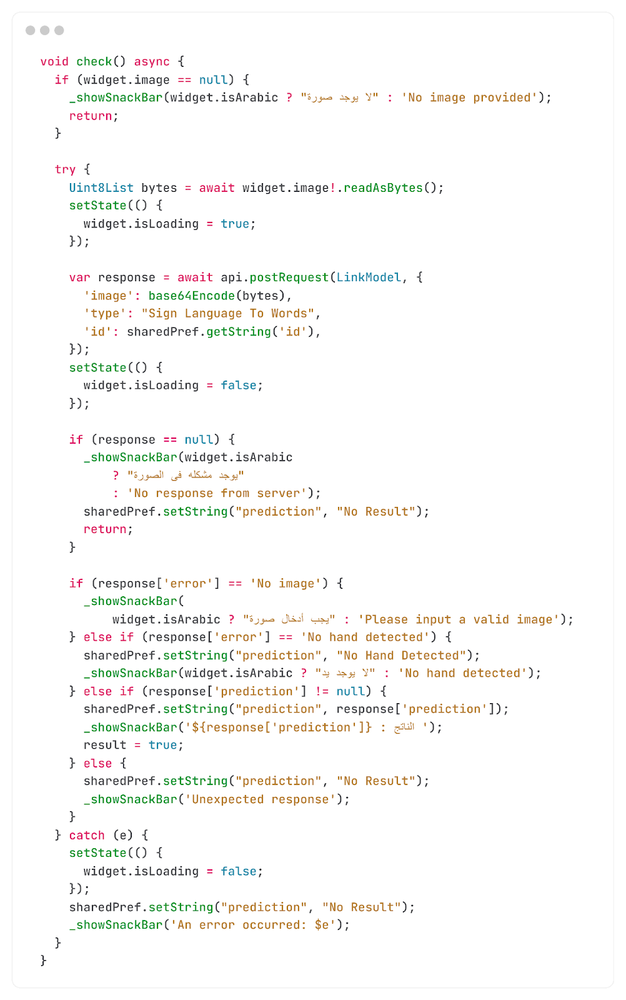 void check() async {
  if (widget.image == null) {
    _showSnackBar(widget.isArabic ? "لا يوجد صورة" : 'No image provided');
    return;
  }

  try {
    Uint8List bytes = await widget.image!.readAsBytes();
    setState(() {
      widget.isLoading = true;
    });

    var response = await api.postRequest(LinkModel, {
      'image': base64Encode(bytes),
      'type': "Sign Language To Words",
      'id': sharedPref.getString('id'),
    });
    setState(() {
      widget.isLoading = false;
    });

    if (response == null) {
      _showSnackBar(widget.isArabic
          ? "يوجد مشكله فى الصورة"
          : 'No response from server');
      sharedPref.setString("prediction", "No Result");
      return;
    }

    if (response['error'] == 'No image') {
      _showSnackBar(
          widget.isArabic ? "يجب أدخال صورة" : 'Please input a valid image');
    } else if (response['error'] == 'No hand detected') {
      sharedPref.setString("prediction", "No Hand Detected");
      _showSnackBar(widget.isArabic ? "لا يوجد يد" : 'No hand detected');
    } else if (response['prediction'] != null) {
      sharedPref.setString("prediction", response['prediction']);
      _showSnackBar('${response['prediction']} : الناتج ');
      result = true;
    } else {
      sharedPref.setString("prediction", "No Result");
      _showSnackBar('Unexpected response');
    }
  } catch (e) {
    setState(() {
      widget.isLoading = false;
    });
    sharedPref.setString("prediction", "No Result");
    _showSnackBar('An error occurred: $e');
  }
}